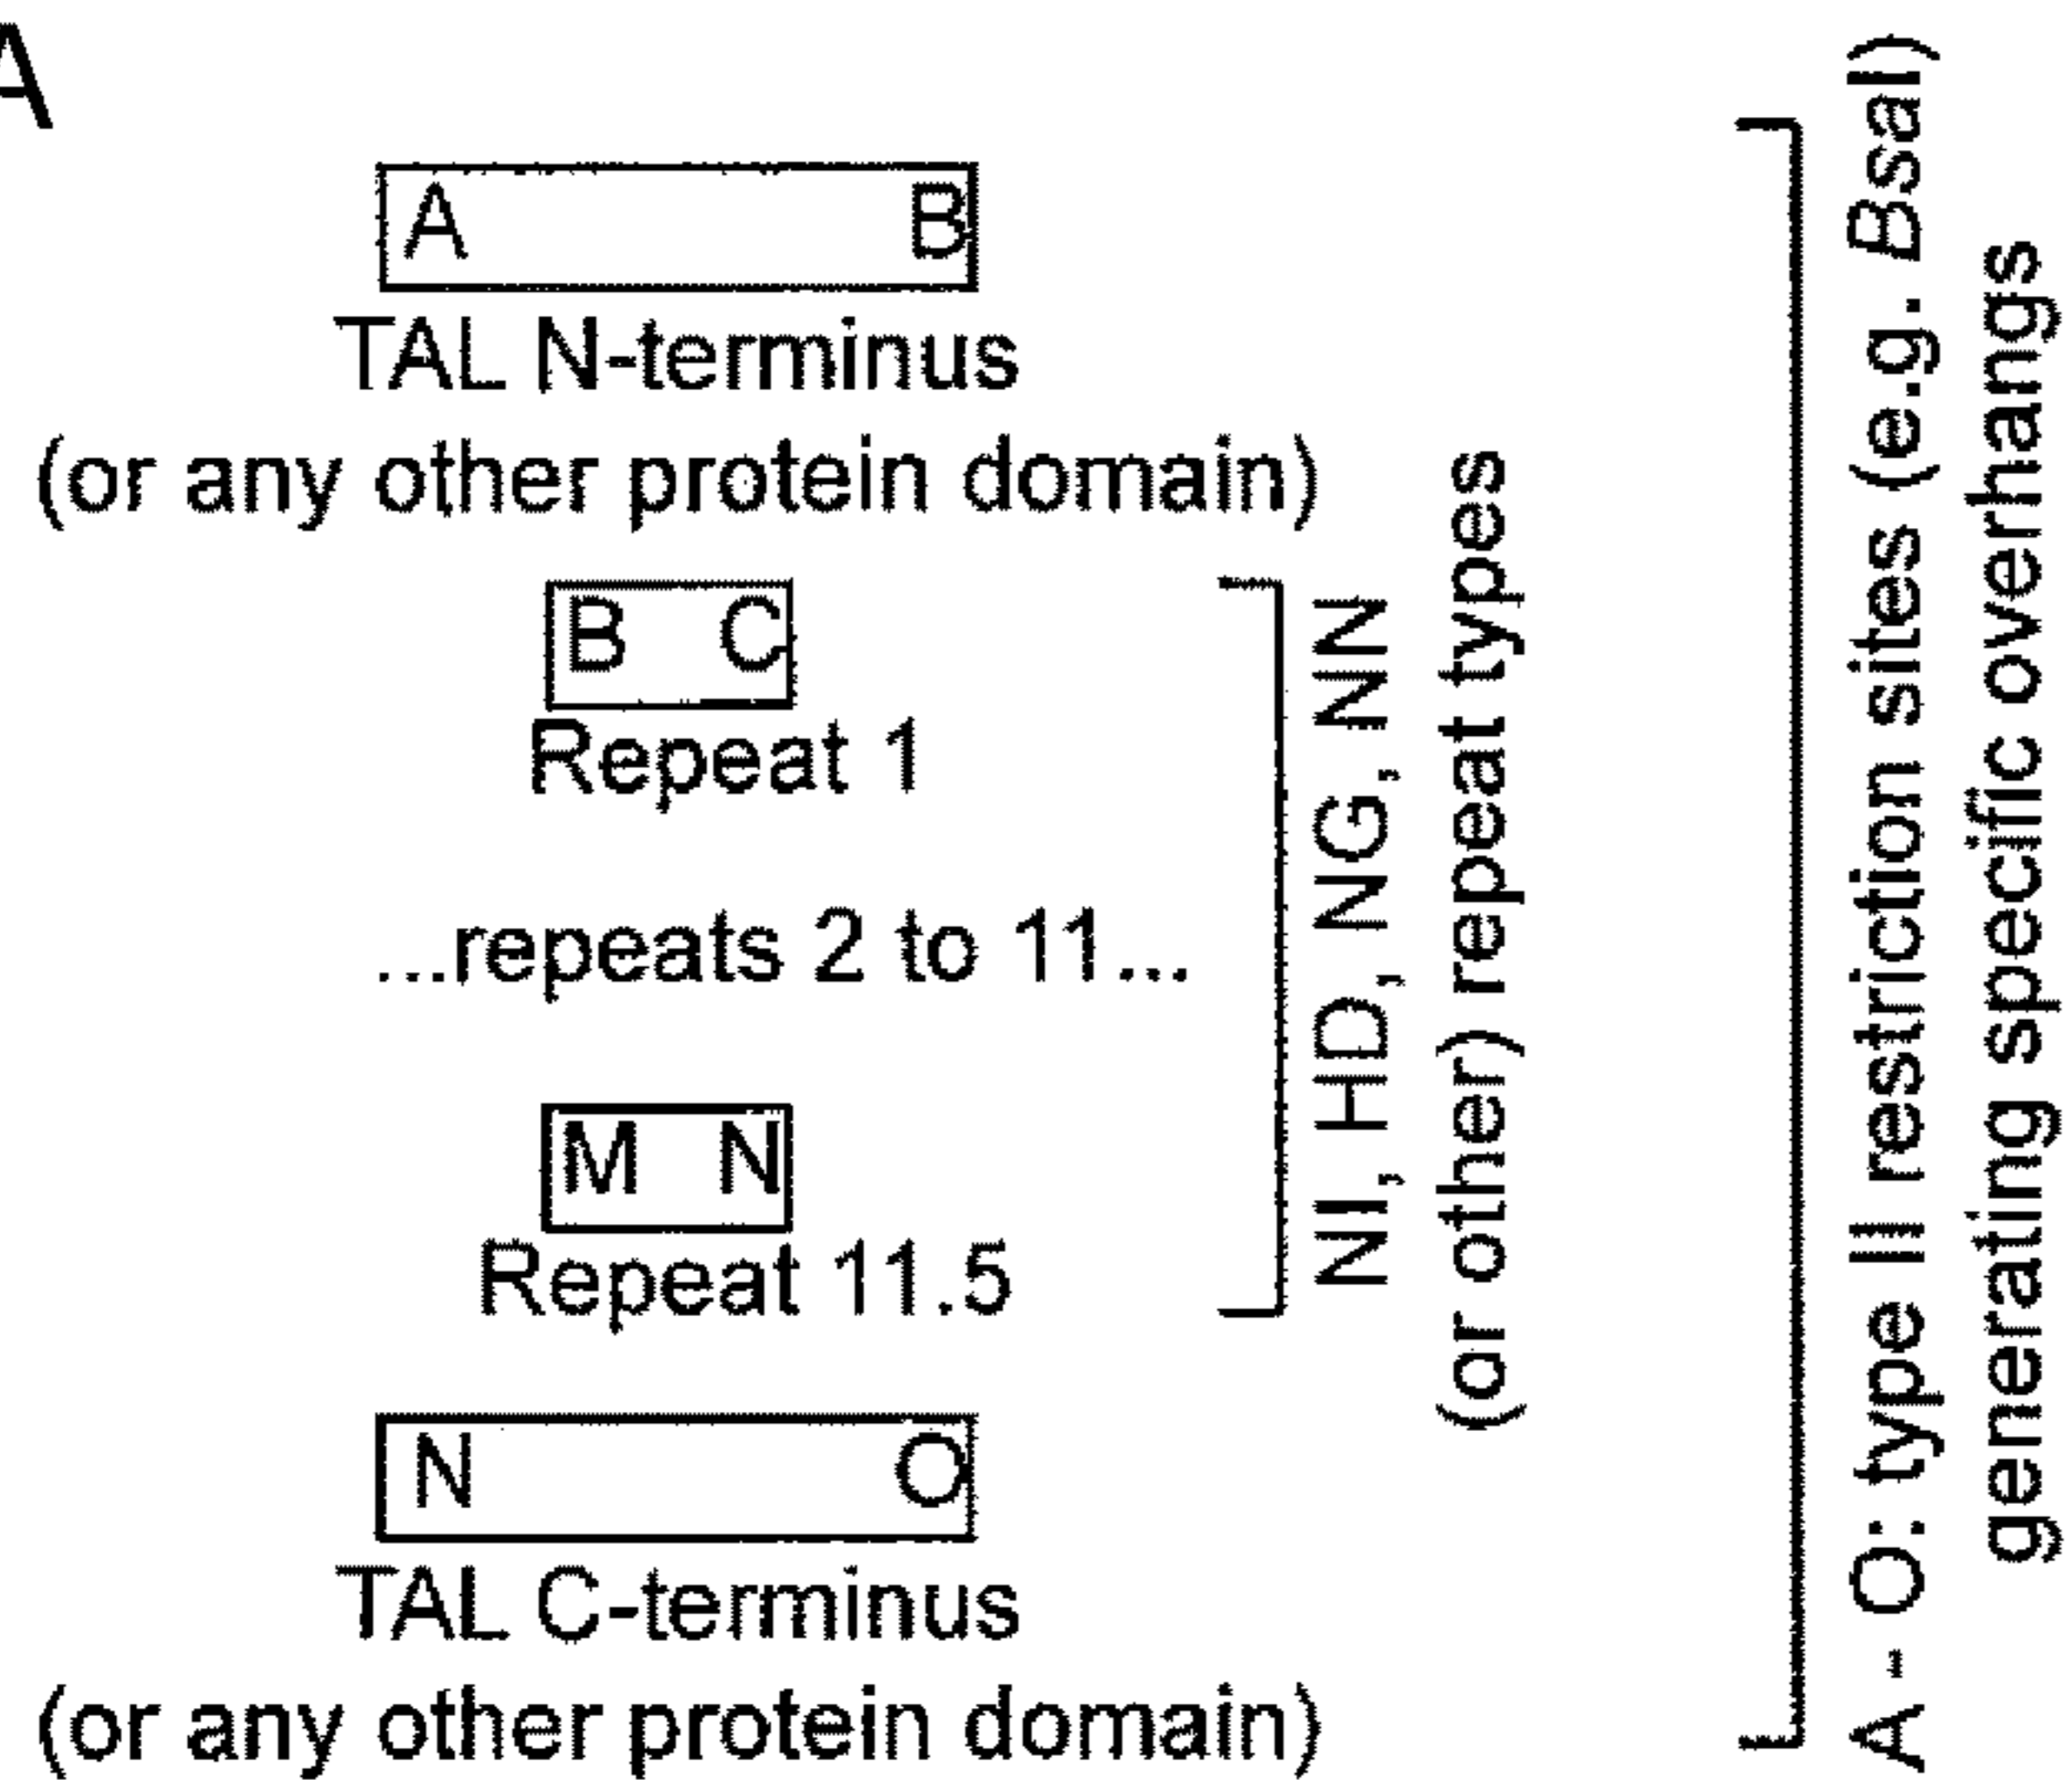 A
A B
TAL N-terminus
(or any other protein domain)
B C
Repeat 1
...repeats 2 to 11...
M N
Repeat 11.5
N O
TAL C-terminus
(or any other protein domain)
NI, HD, NG, NN
(or other) repeat types
A - O: type II restriction sites (e.g. BsaI)
generating specific overhangs